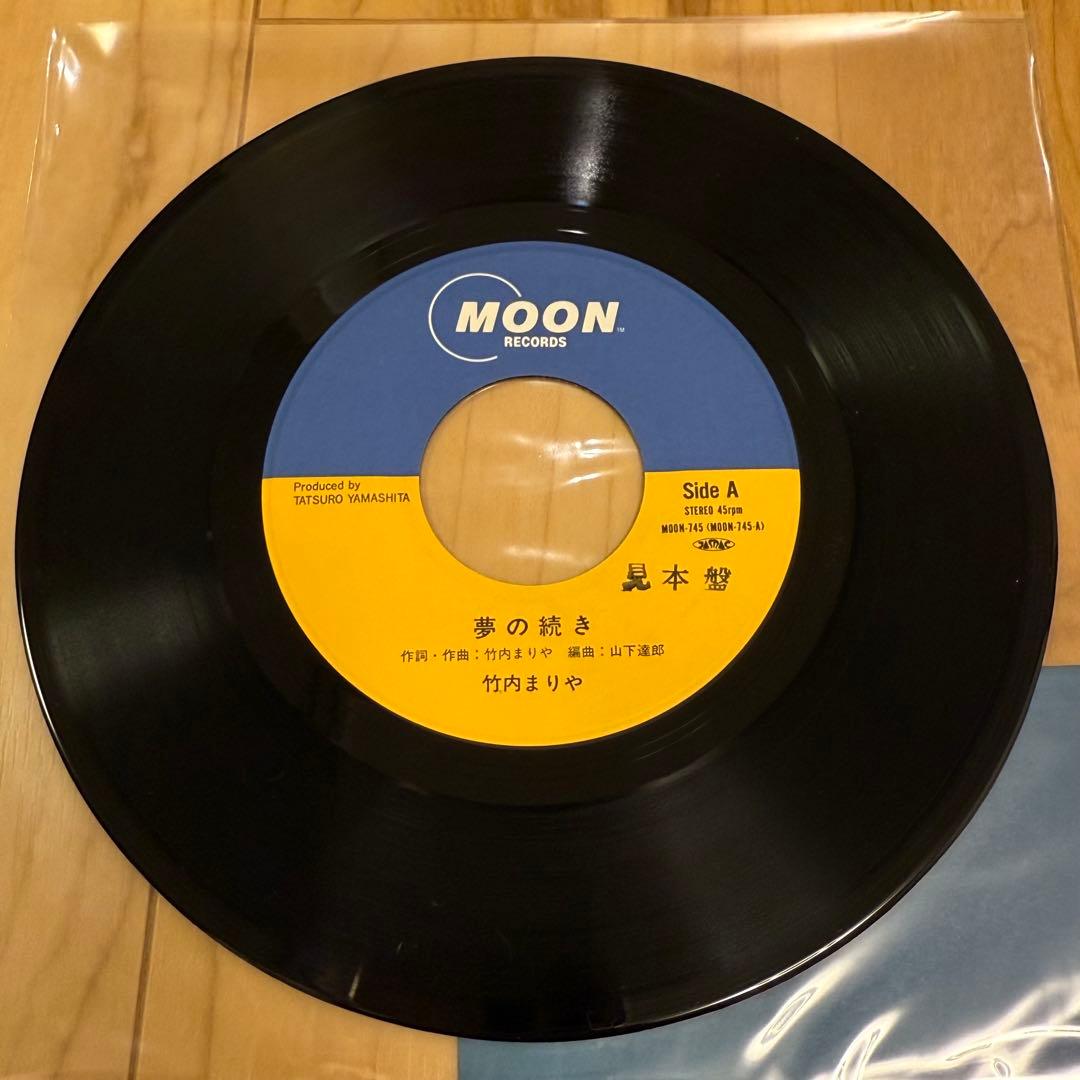 MOON™
RECORDS
Produced by
TATSURO YAMASHITA
Side A
STEREO 45rpm
MOON-745 (MOON-745-A)
JASRAC
見本盤
夢の続き
作詞・作曲：竹内まりや　編曲：山下達郎
竹内まりや